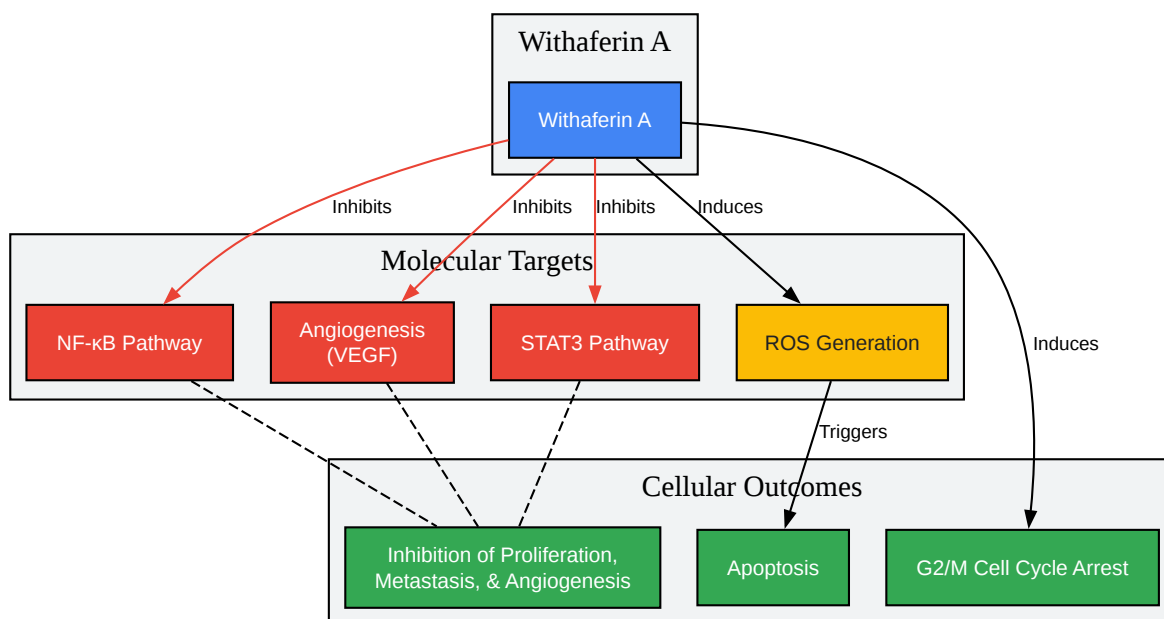 Withaferin A
Withaferin A
Inhibits
Inhibits
Inhibits
Induces
Molecular Targets
NF-κB Pathway
Angiogenesis
(VEGF)
STAT3 Pathway
ROS Generation
Induces
Triggers
Cellular Outcomes
Inhibition of Proliferation,
Metastasis, & Angiogenesis
Apoptosis
G2/M Cell Cycle Arrest